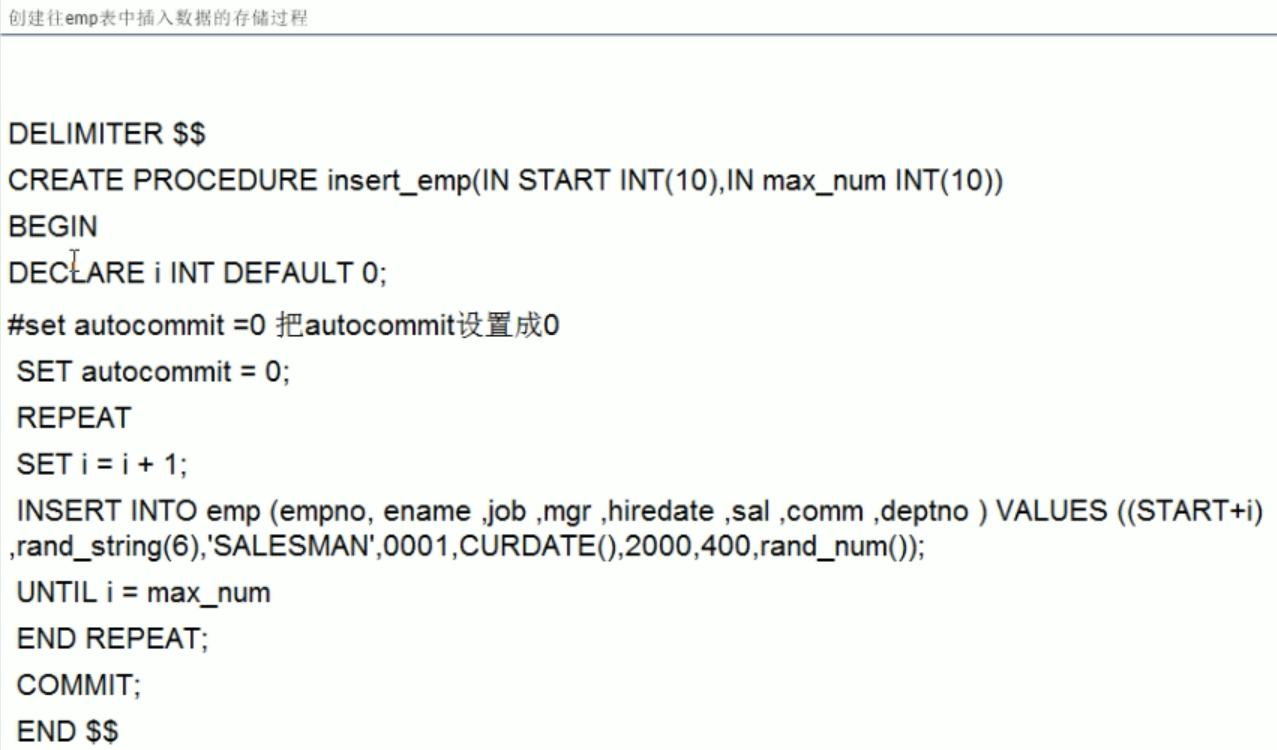 创建往emp表中插入数据的存储过程
DELIMITER $$
CREATE PROCEDURE insert_emp(IN START INT(10),IN max_num INT(10))
BEGIN
DECLARE i INT DEFAULT 0;
#set autocommit =0 把autocommit设置成0
SET autocommit = 0;
REPEAT
SET i = i + 1;
INSERT INTO emp (empno, ename ,job ,mgr ,hiredate ,sal ,comm ,deptno ) VALUES ((START+i)
,rand_string(6),'SALESMAN',0001,CURDATE(),2000,400,rand_num());
UNTIL i = max_num
END REPEAT;
COMMIT;
END $$